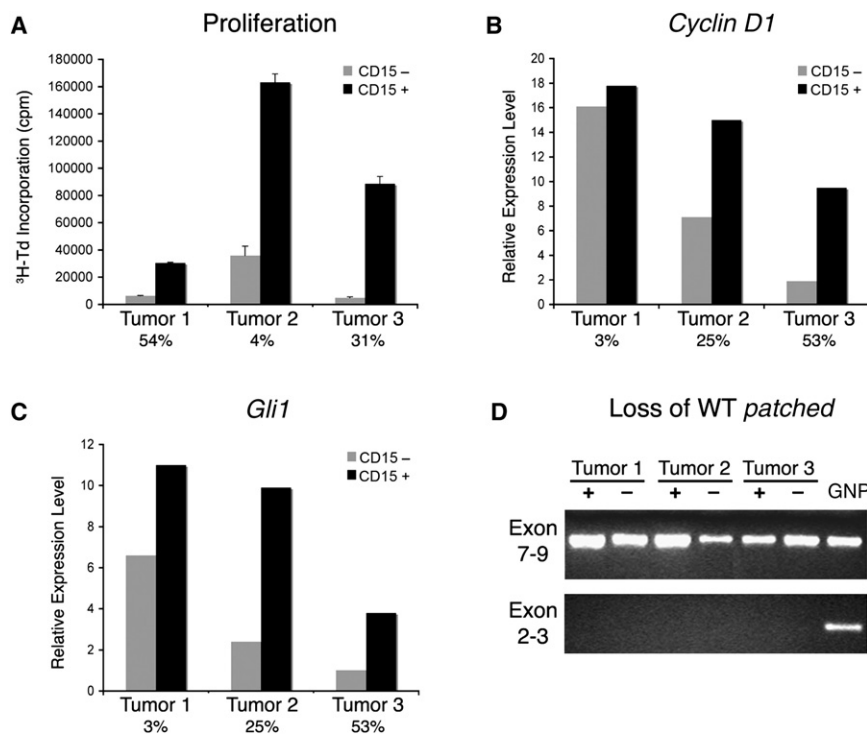 A
Proliferation
³H-Td Incorporation (cpm)
180000
160000
140000
120000
100000
80000
60000
40000
20000
0
CD15 –
CD15 +
Tumor 1 Tumor 2 Tumor 3
54% 4% 31%
B
Cyclin D1
Relative Expression Level
20
18
16
14
12
10
8
6
4
2
0
CD15 –
CD15 +
Tumor 1 Tumor 2 Tumor 3
3% 25% 53%
C
Gli1
Relative Expression Level
12
10
8
6
4
2
0
CD15 –
CD15 +
Tumor 1 Tumor 2 Tumor 3
3% 25% 53%
D
Loss of WT patched
Tumor 1 Tumor 2 Tumor 3
+ – + – + – GNP
Exon
7-9
Exon
2-3